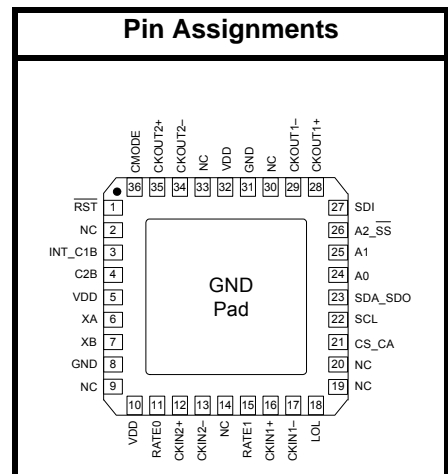 Pin Assignments
CMODE
CKOUT2+
CKOUT2–
NC
VDD
GND
NC
CKOUT1–
CKOUT1+
36 35 34 33 32 31 30 29 28
RST 1
NC 2
INT_C1B 3
C2B 4
VDD 5
XA 6
XB 7
GND 8
NC 9
GND
Pad
27 SDI
26 A2_SS
25 A1
24 A0
23 SDA_SDO
22 SCL
21 CS_CA
20 NC
19 NC
10 11 12 13 14 15 16 17 18
VDD
RATE0
CKIN2+
CKIN2–
NC
RATE1
CKIN1+
CKIN1–
LOL